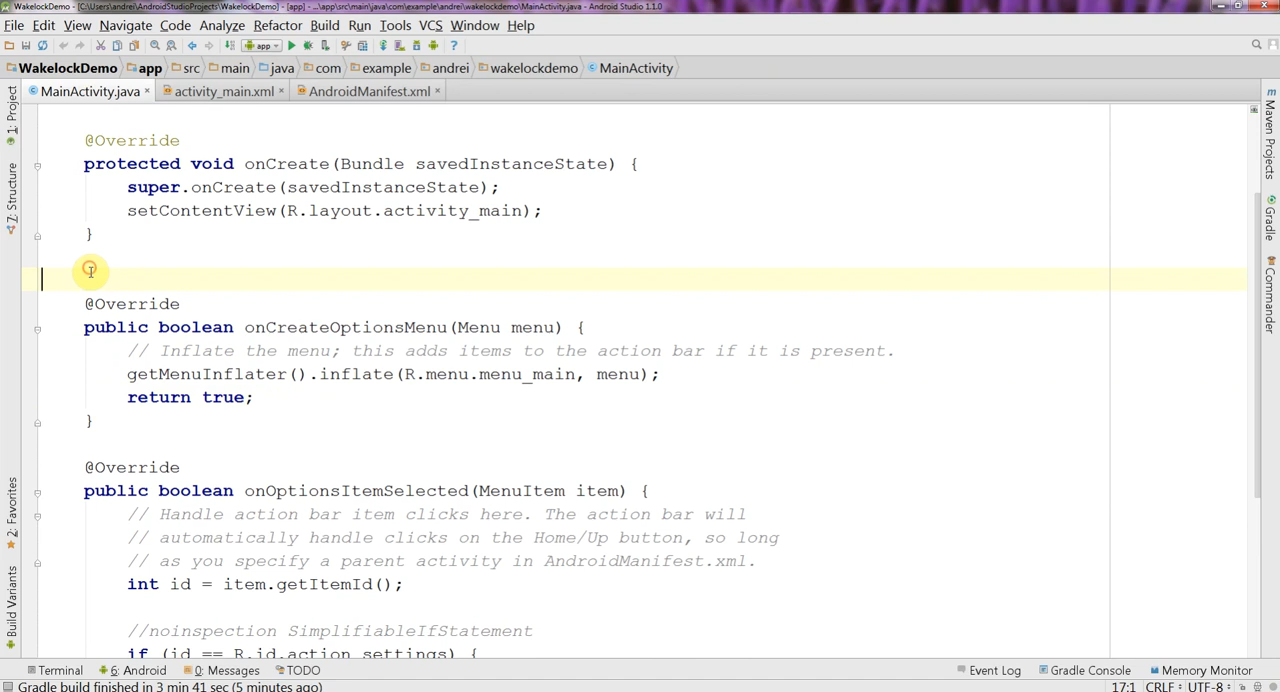 WakelockDemo - [C:\Users\andrei\AndroidStudioProjects\WakelockDemo] - [app] - ...\app\src\main\java\com\example\andrei\wakelockdemo\MainActivity.java - Android Studio 1.1.0
File Edit View Navigate Code Analyze Refactor Build Run Tools VCS Window Help
app
WakelockDemo app src main java com example andrei wakelockdemo MainActivity
MainActivity.java activity_main.xml AndroidManifest.xml
@Override
protected void onCreate(Bundle savedInstanceState) {
super.onCreate(savedInstanceState);
setContentView(R.layout.activity_main);
}
@Override
public boolean onCreateOptionsMenu(Menu menu) {
// Inflate the menu; this adds items to the action bar if it is present.
getMenuInflater().inflate(R.menu.menu_main, menu);
return true;
}
@Override
public boolean onOptionsItemSelected(MenuItem item) {
// Handle action bar item clicks here. The action bar will
// automatically handle clicks on the Home/Up button, so long
// as you specify a parent activity in AndroidManifest.xml.
int id = item.getItemId();
//noinspection SimplifiableIfStatement
if (id == R.id.action_settings) {
1: Project
7: Structure
2: Favorites
Build Variants
Maven Projects
Gradle
Commander
Terminal 6: Android 0: Messages TODO Event Log Gradle Console Memory Monitor
Gradle build finished in 3 min 41 sec (5 minutes ago) 17:1 CRLF UTF-8